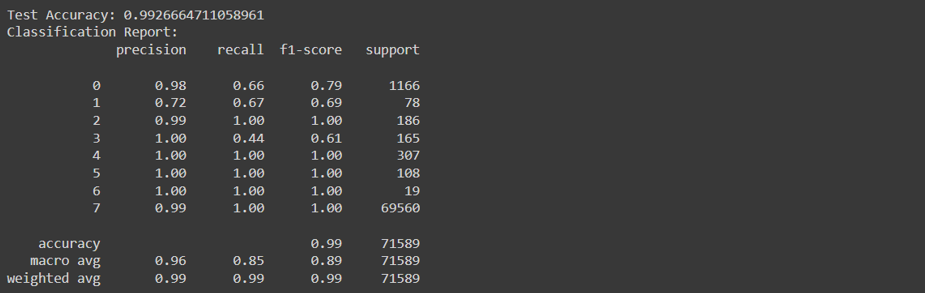 Test Accuracy: 0.9926664711058961
Classification Report:
precision recall f1-score support
0 0.98 0.66 0.79 1166
1 0.72 0.67 0.69 78
2 0.99 1.00 1.00 186
3 1.00 0.44 0.61 165
4 1.00 1.00 1.00 307
5 1.00 1.00 1.00 108
6 1.00 1.00 1.00 19
7 0.99 1.00 1.00 69560
accuracy 0.99 71589
macro avg 0.96 0.85 0.89 71589
weighted avg 0.99 0.99 0.99 71589